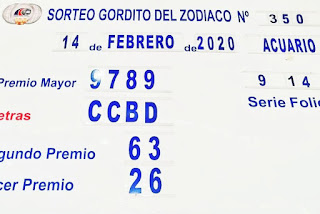 SORTEO GORDITO DEL ZODIACO Nº 350
14 de FEBRERO de 2020 ACUARIO
Premio Mayor 9789 9 14
etras CCBD Serie Folio
gundo Premio 63
cer Premio 26